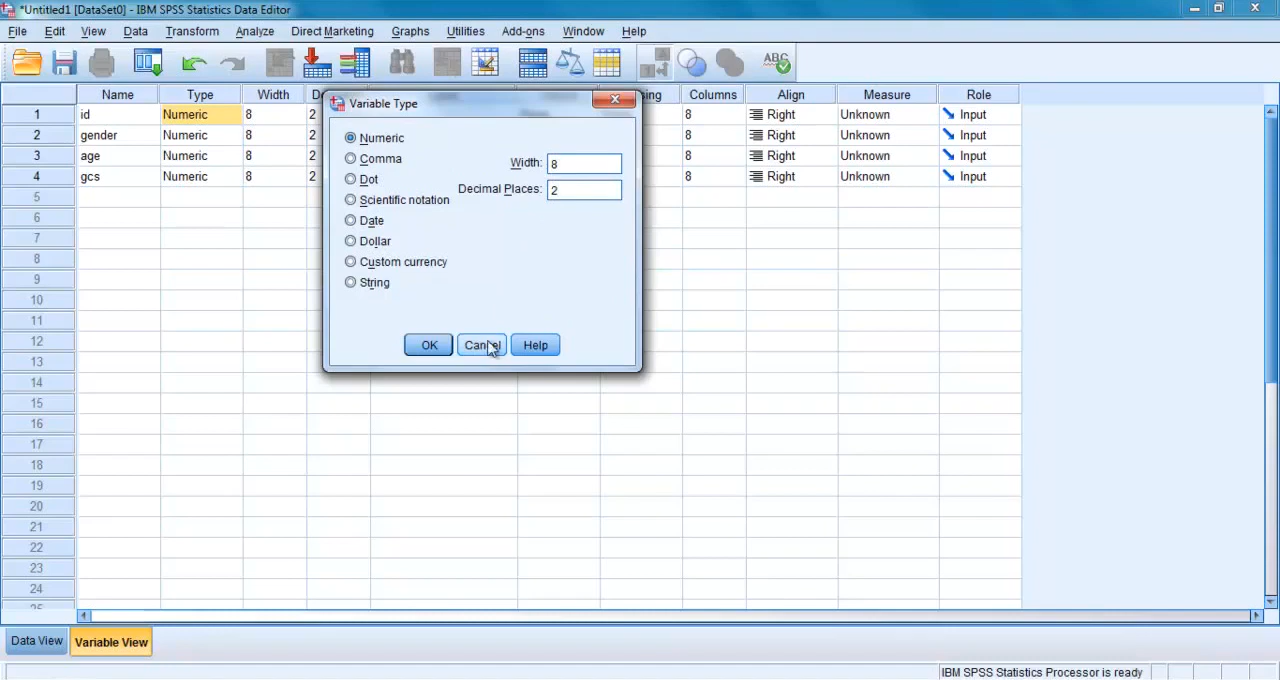 *Untitled1 [DataSet0] - IBM SPSS Statistics Data Editor
File Edit View Data Transform Analyze Direct Marketing Graphs Utilities Add-ons Window Help
ABC
Name Type Width Columns Align Measure Role
1 id Numeric 8 2 8 Right Unknown Input
2 gender Numeric 8 2 8 Right Unknown Input
3 age Numeric 8 2 8 Right Unknown Input
4 gcs Numeric 8 2 8 Right Unknown Input
5
6
7
8
9
10
11
12
13
14
15
16
17
18
19
20
21
22
23
24
25
Variable Type
Numeric
Comma
Dot
Scientific notation
Date
Dollar
Custom currency
String
Width: 8
Decimal Places: 2
OK Cancel Help
Data View Variable View
IBM SPSS Statistics Processor is ready